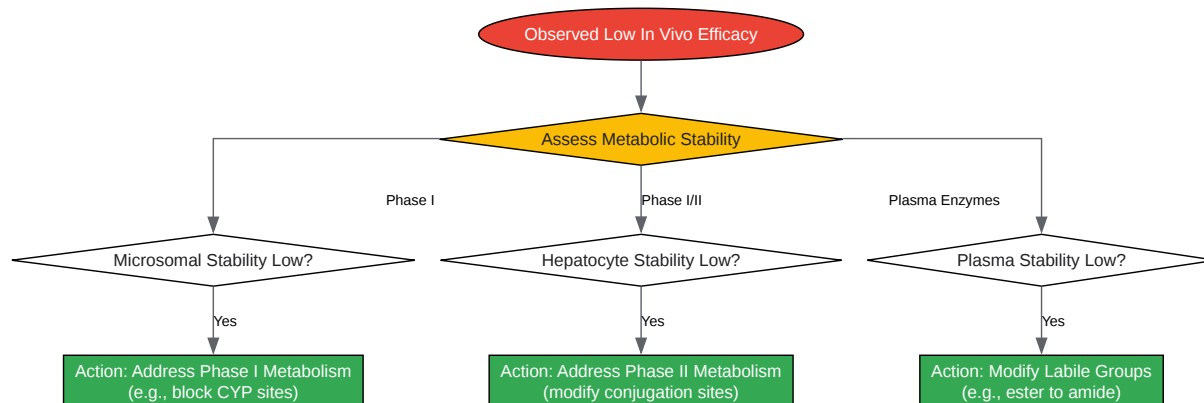 Observed Low In Vivo Efficacy
Assess Metabolic Stability
Phase I
Phase I/II
Plasma Enzymes
Microsomal Stability Low?
Hepatocyte Stability Low?
Plasma Stability Low?
Yes
Yes
Yes
Action: Address Phase I Metabolism
(e.g., block CYP sites)
Action: Address Phase II Metabolism
(modify conjugation sites)
Action: Modify Labile Groups
(e.g., ester to amide)